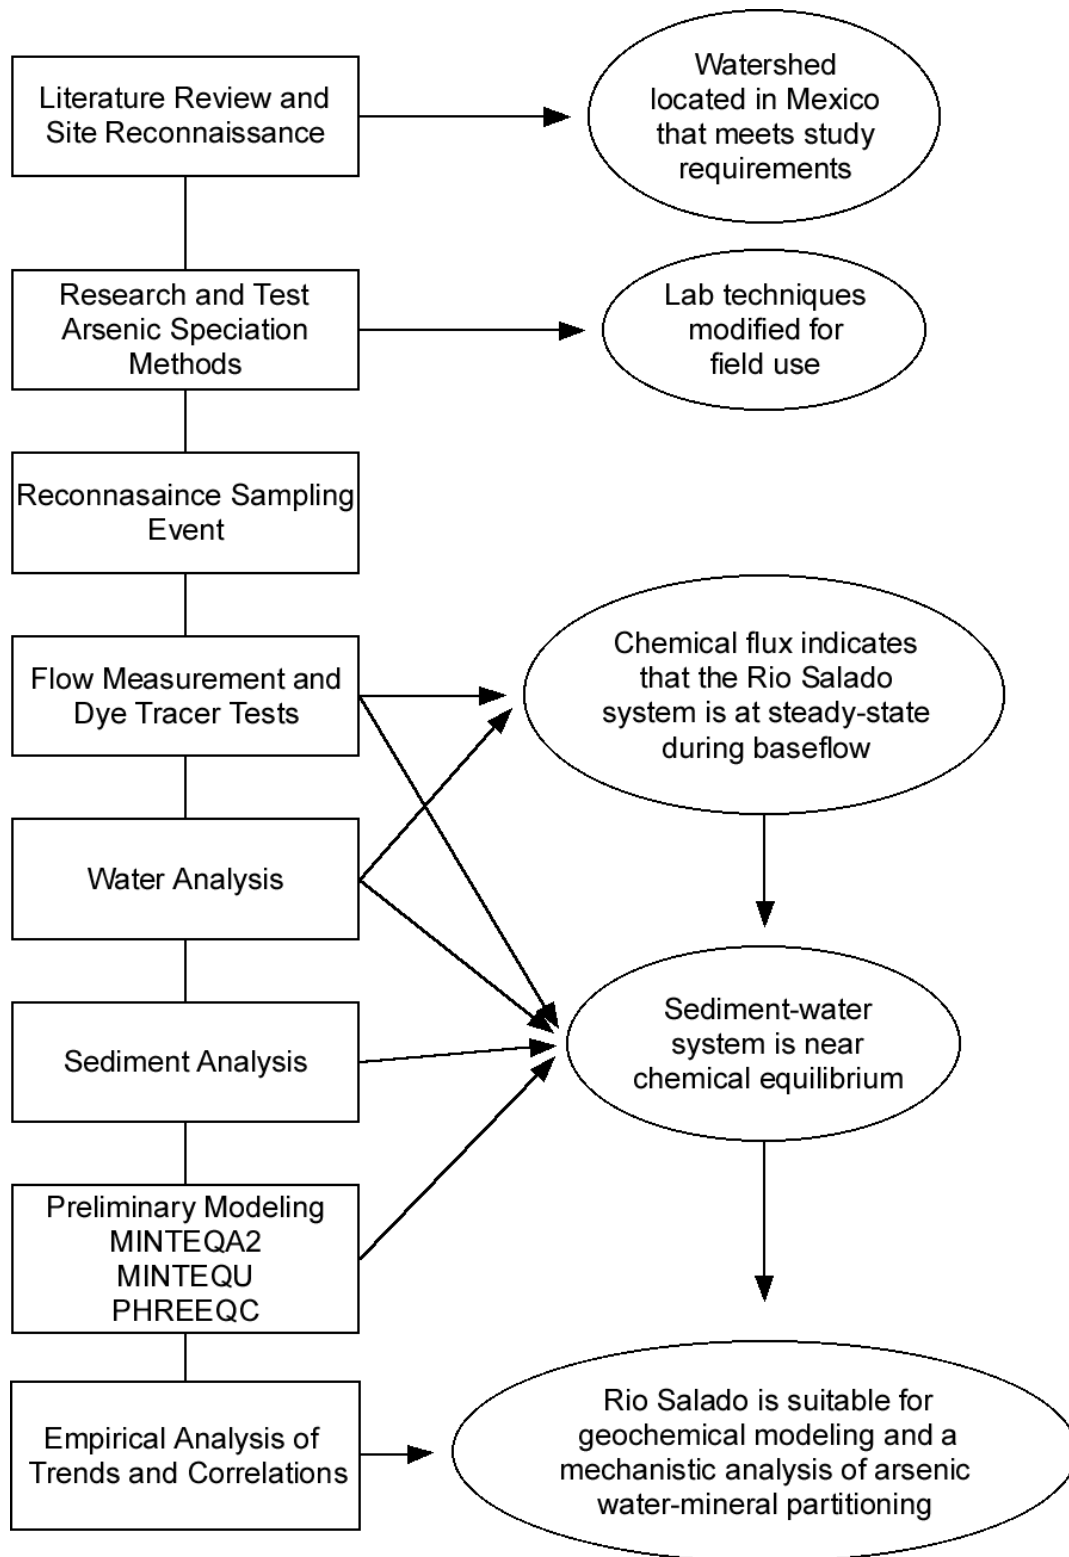 Literature Review and
Site Reconnaissance
Watershed
located in Mexico
that meets study
requirements
Research and Test
Arsenic Speciation
Methods
Lab techniques
modified for
field use
Reconnasaince Sampling
Event
Flow Measurement and
Dye Tracer Tests
Chemical flux indicates
that the Rio Salado
system is at steady-state
during baseflow
Water Analysis
Sediment Analysis
Sediment-water
system is near
chemical equilibrium
Preliminary Modeling
MINTEQA2
MINTEQU
PHREEQC
Empirical Analysis of
Trends and Correlations
Rio Salado is suitable for
geochemical modeling and a
mechanistic analysis of arsenic
water-mineral partitioning